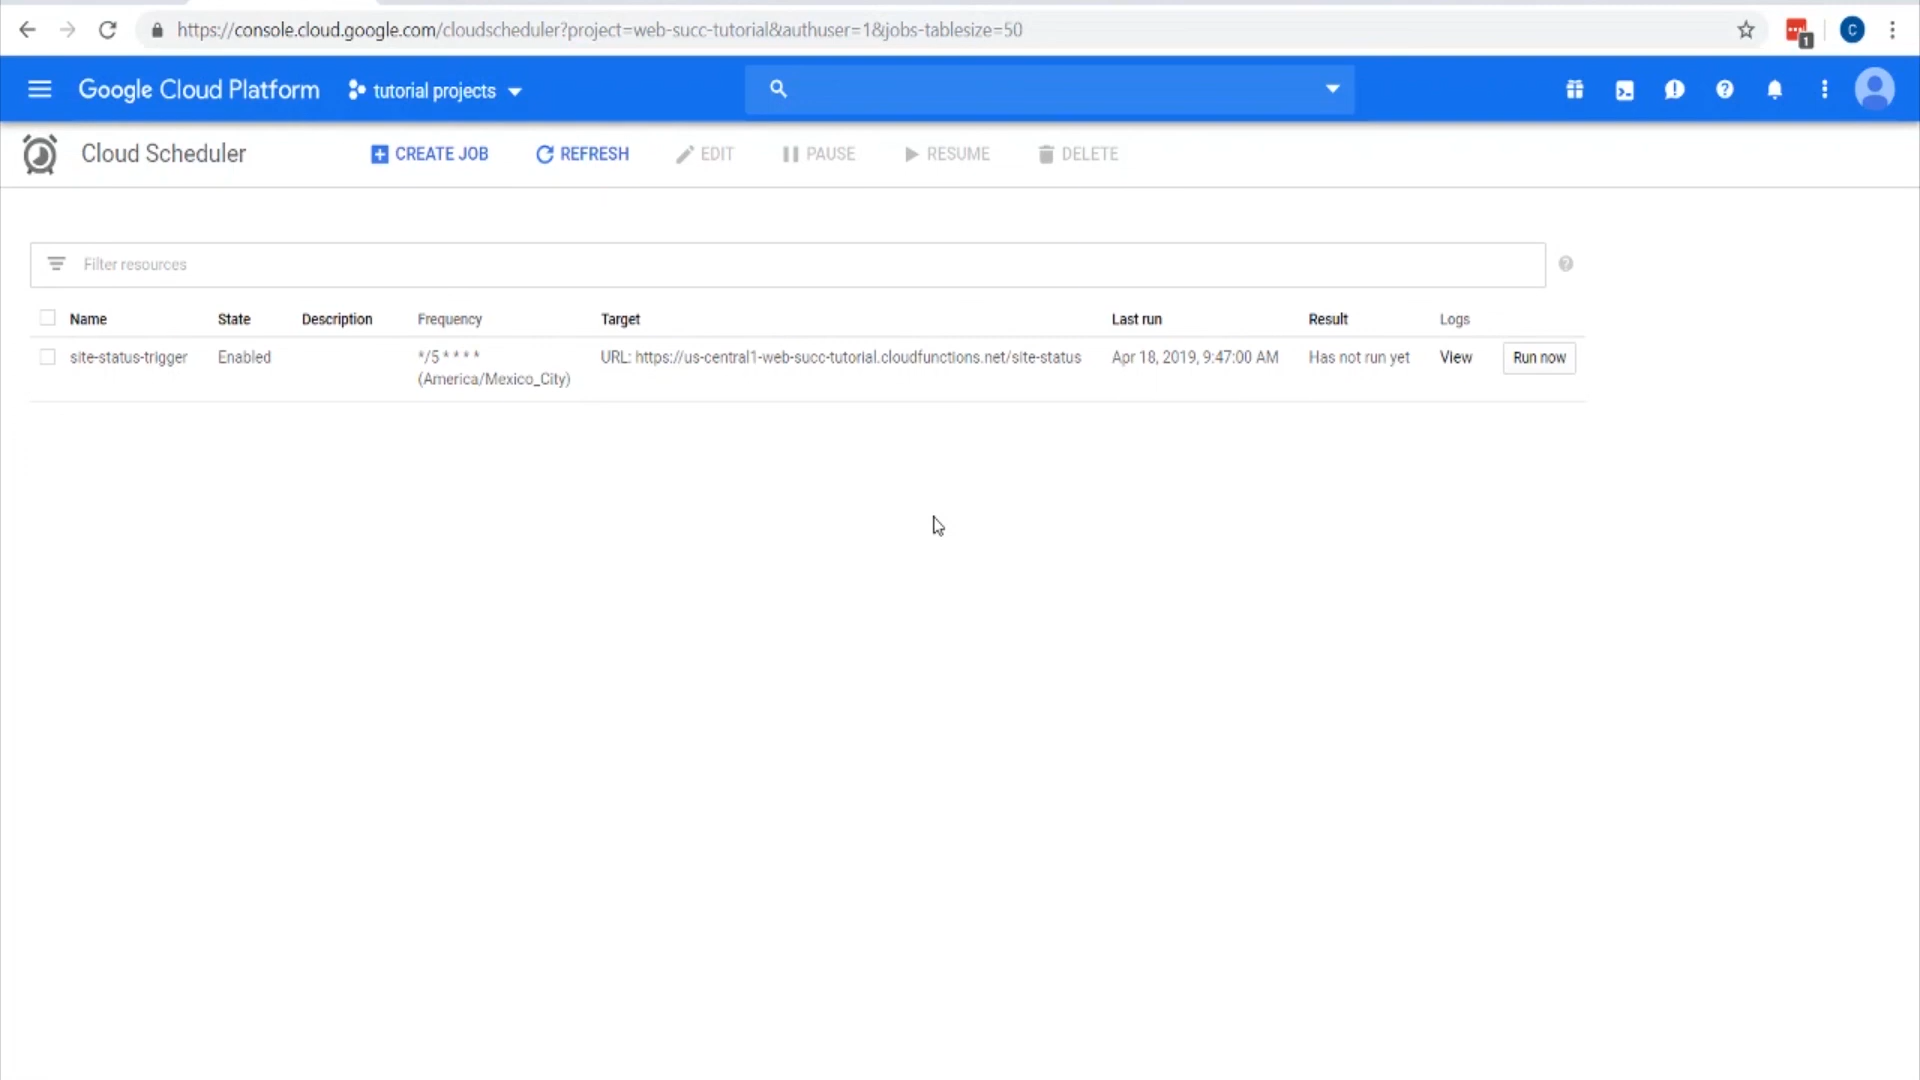 https://console.cloud.google.com/cloudscheduler?project=web-succ-tutorial&authuser=1&jobs-tablesize=50
1
C
Google Cloud Platform
tutorial projects
Cloud Scheduler
CREATE JOB
REFRESH
EDIT
PAUSE
RESUME
DELETE
Filter resources
Name State Description Frequency Target Last run Result Logs
site-status-trigger Enabled */5 * * * * URL: https://us-central1-web-succ-tutorial.cloudfunctions.net/site-status Apr 18, 2019, 9:47:00 AM Has not run yet View Run now
(America/Mexico_City)